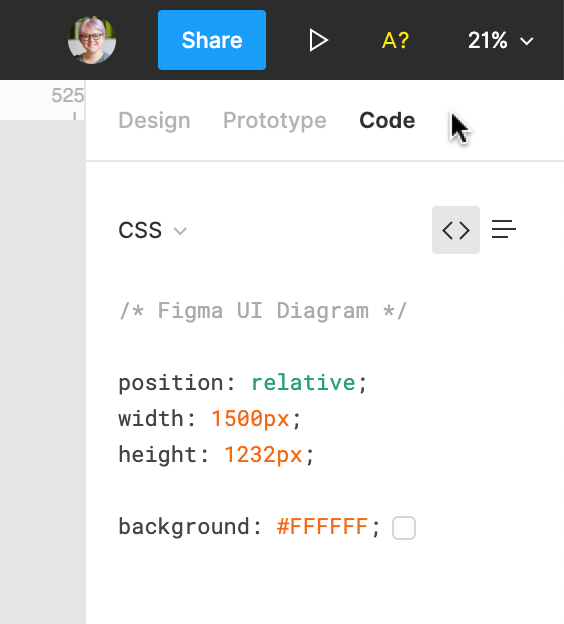 Share A? 21%
525
Design Prototype Code
CSS <>
/* Figma UI Diagram */
position: relative;
width: 1500px;
height: 1232px;
background: #FFFFFF;